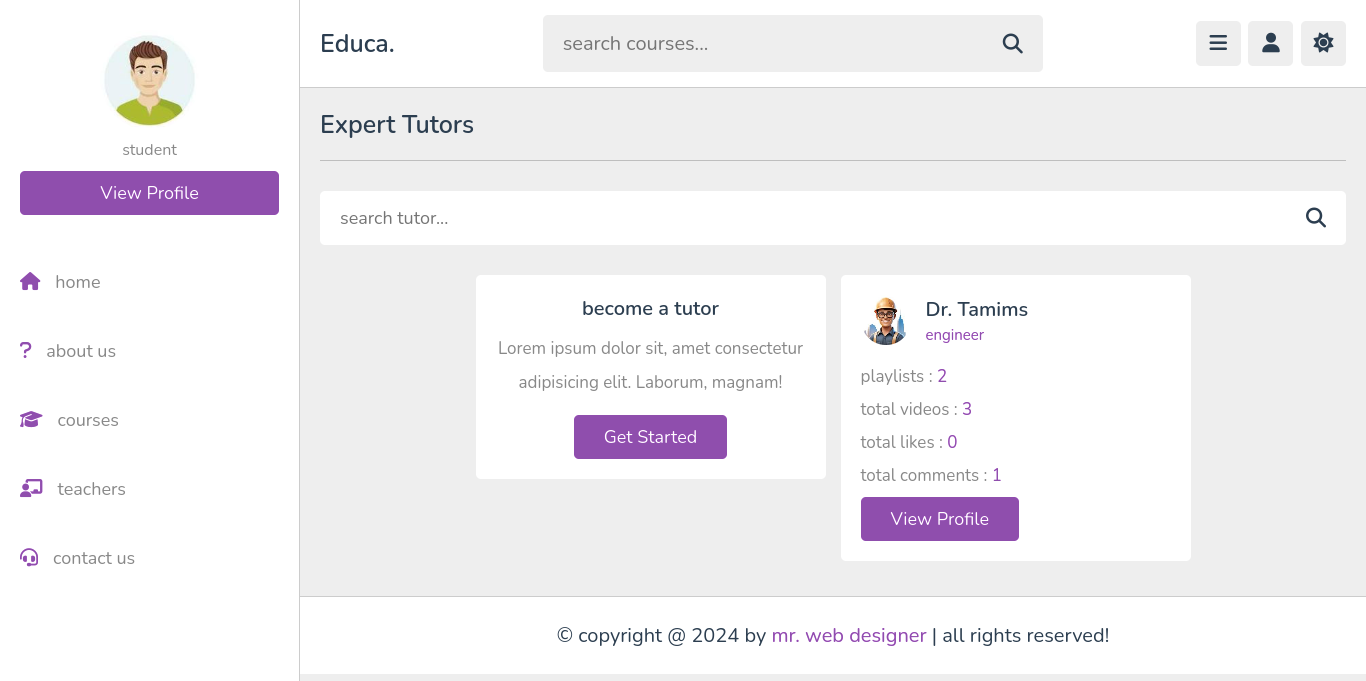 Educa.
search courses...
student
View Profile
home
about us
courses
teachers
contact us
Expert Tutors
search tutor...
become a tutor
Lorem ipsum dolor sit, amet consectetur
adipisicing elit. Laborum, magnam!
Get Started
Dr. Tamims
engineer
playlists : 2
total videos : 3
total likes : 0
total comments : 1
View Profile
© copyright @ 2024 by mr. web designer | all rights reserved!